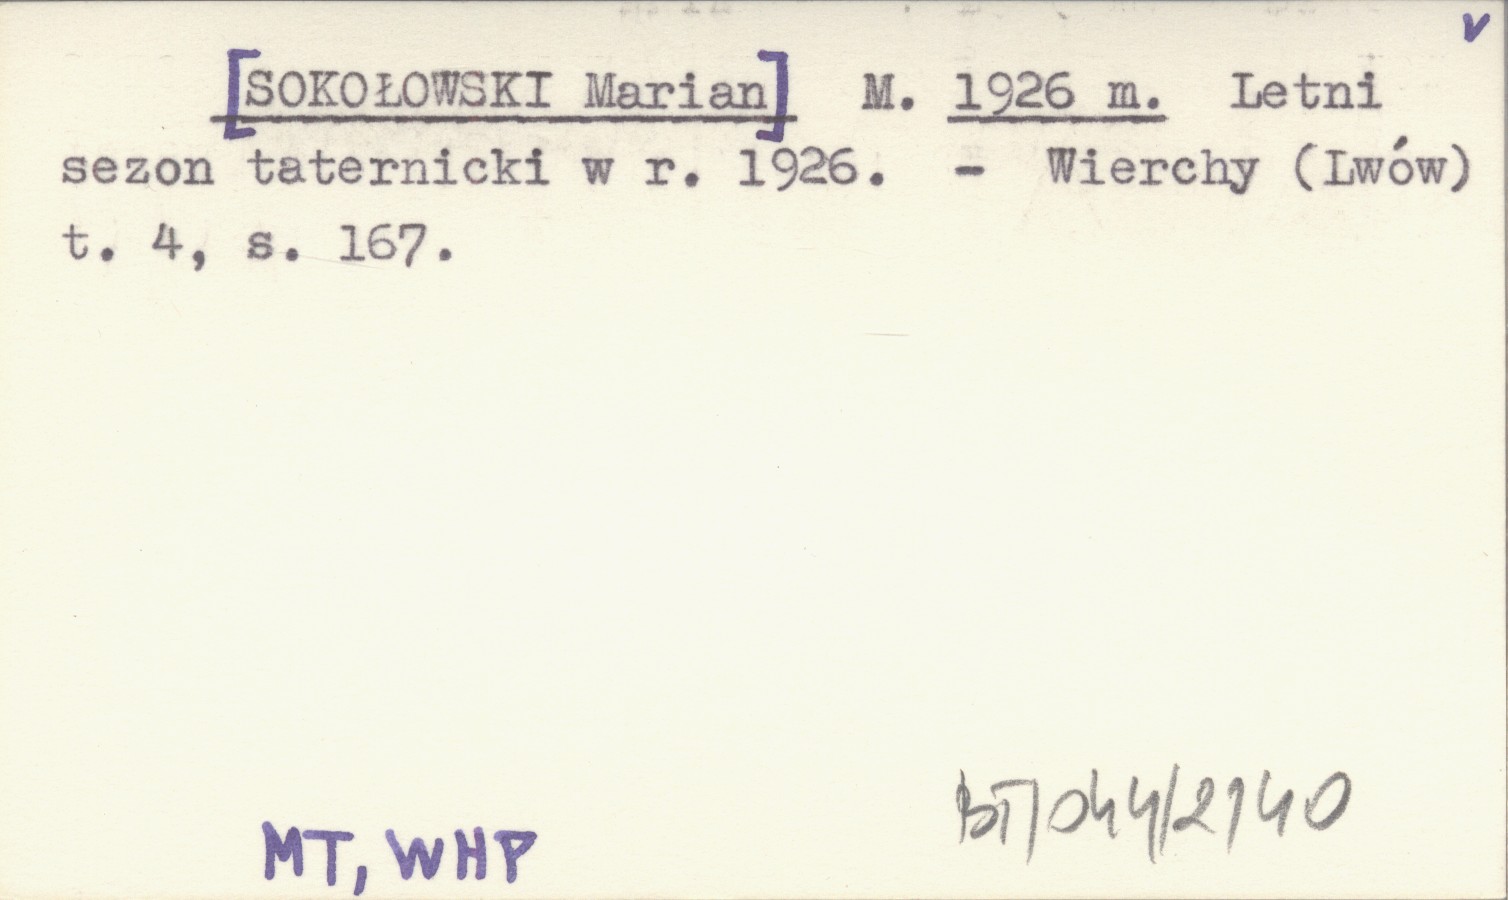 v
[SOKOŁOWSKI Marian] M. 1926 m. Letni
sezon taternicki w r. 1926. - Wierchy (Lwów)
t. 4, s. 167.
BT/044/2140
MT, WHP